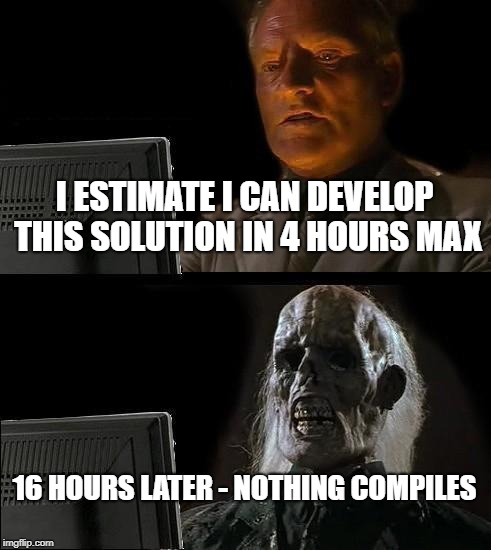 I ESTIMATE I CAN DEVELOP
THIS SOLUTION IN 4 HOURS MAX
16 HOURS LATER - NOTHING COMPILES
imgflip.com